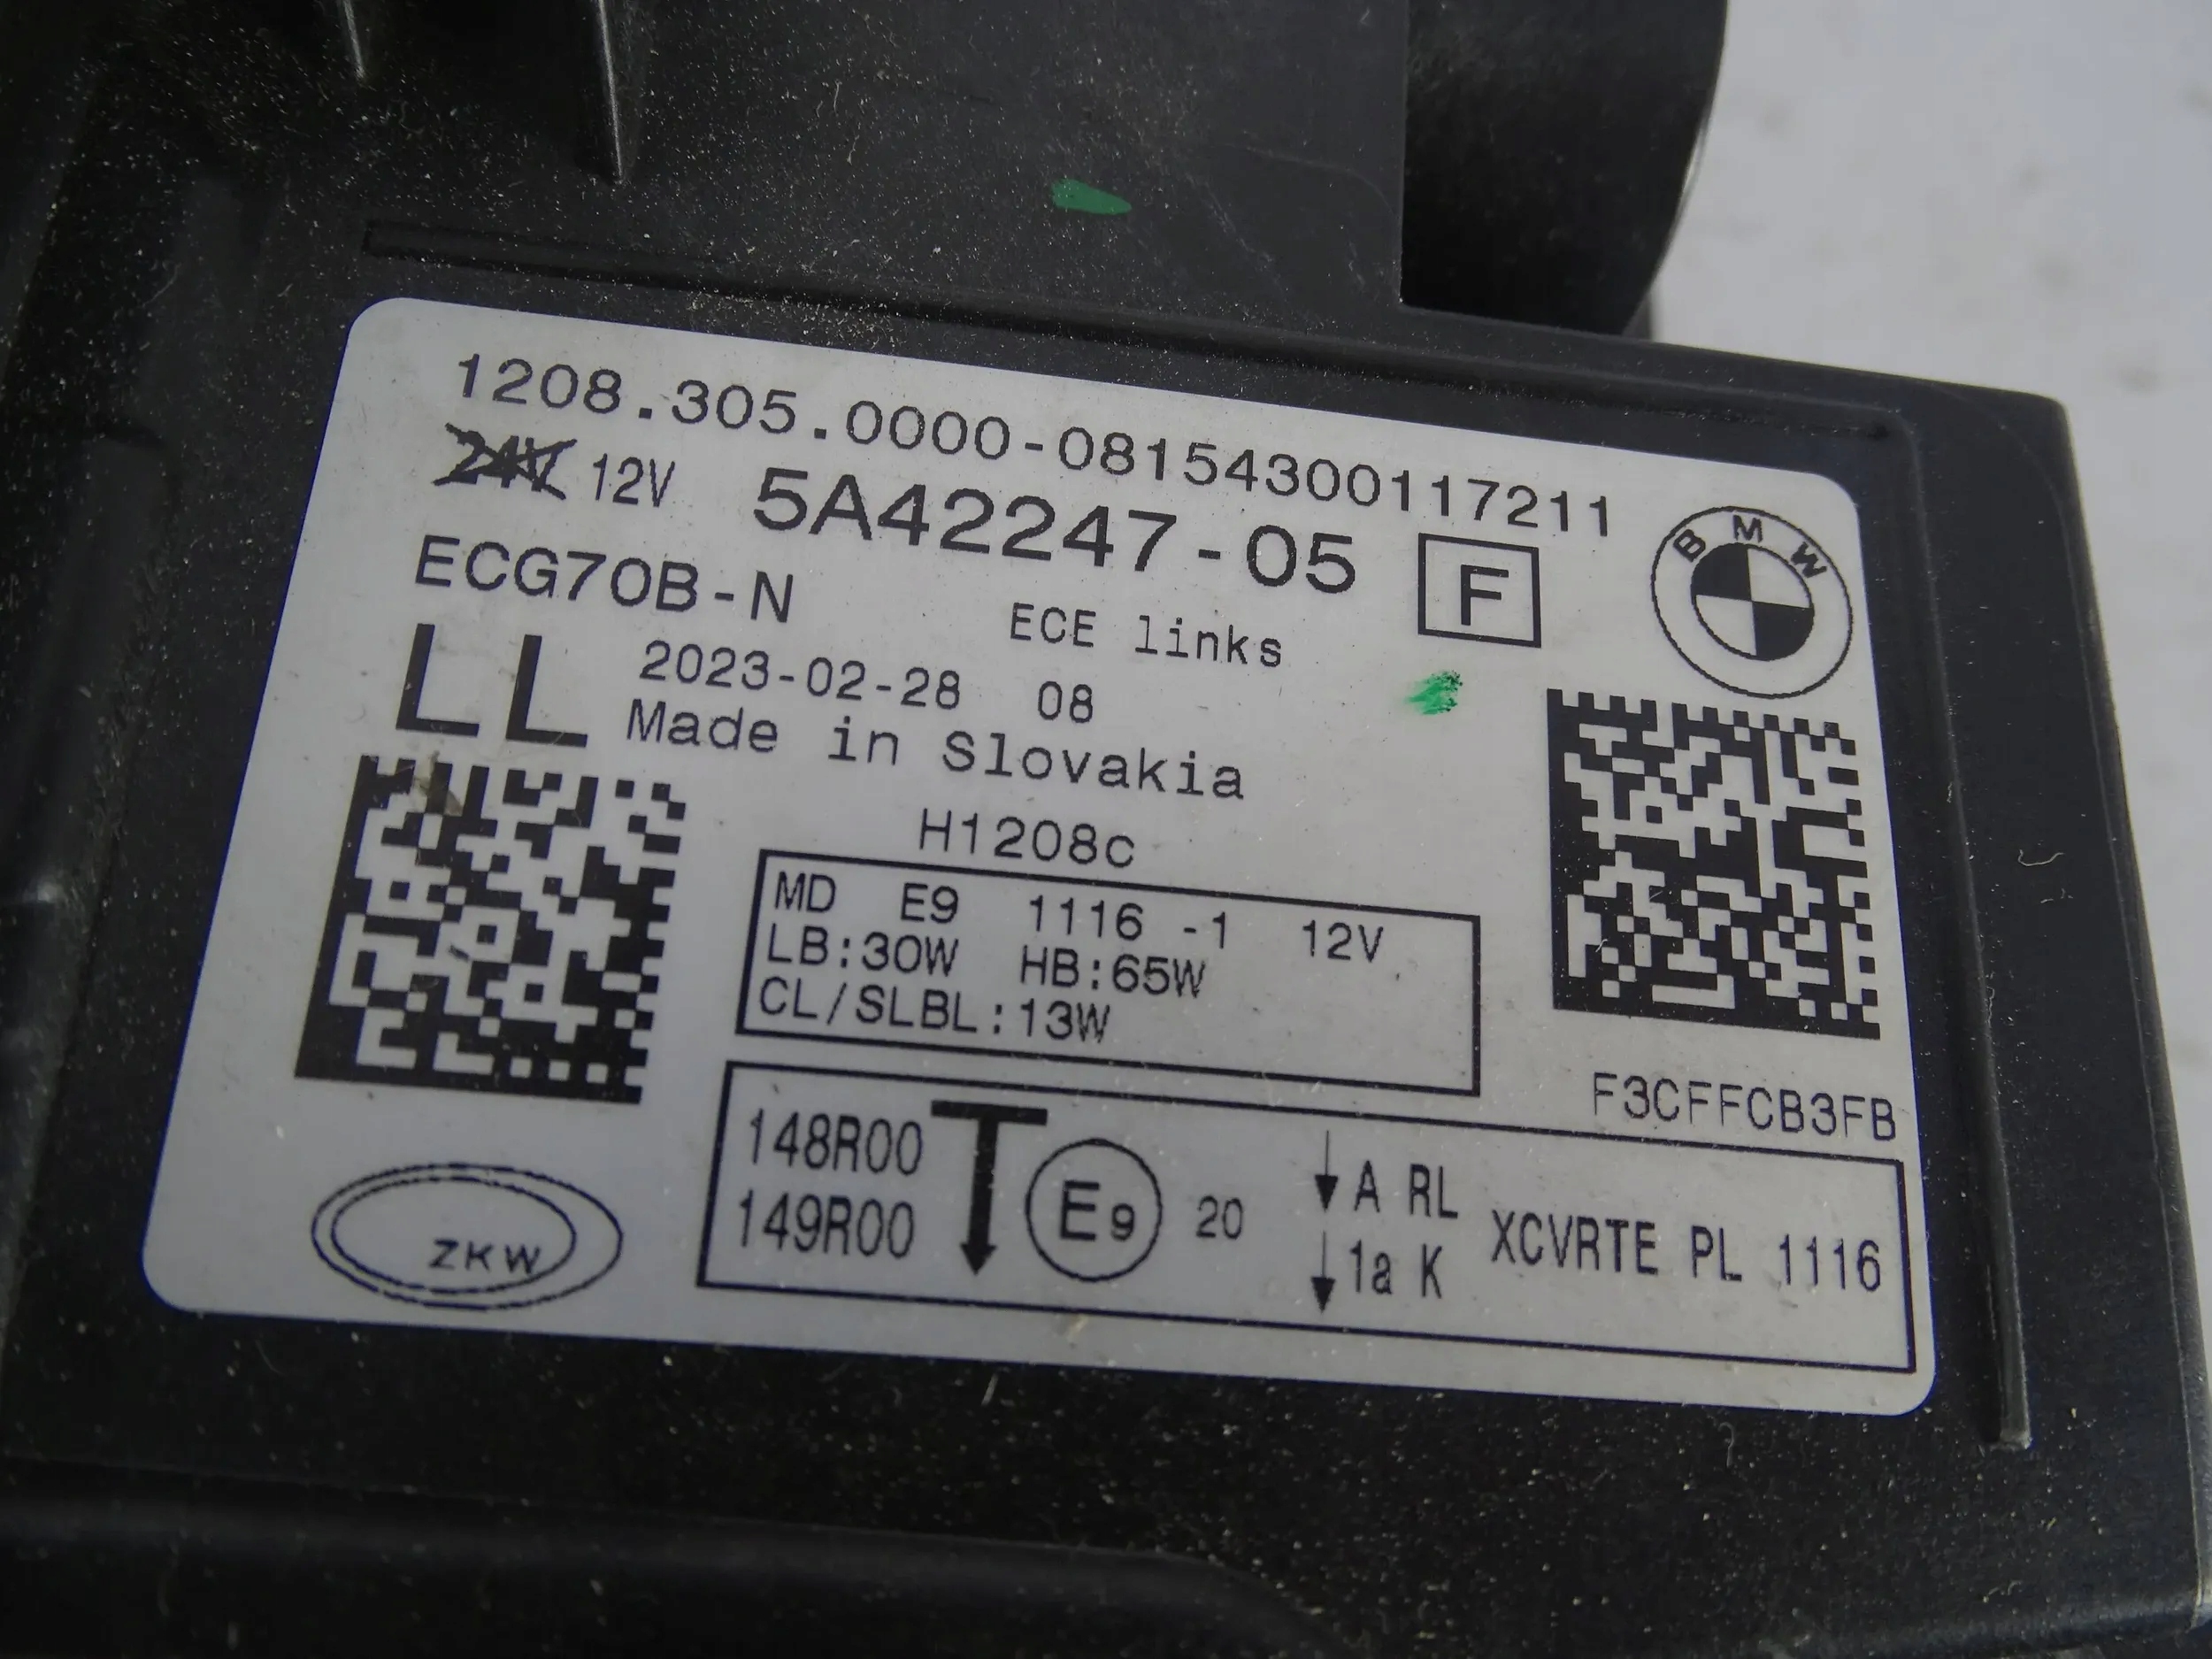 1208.305.0000-0815430011 7211
24V 12V 5A42247-05 F
BMW
ECG70B-N ECE links
LL 2023-02-28 08
Made in Slovakia
H1208c
MD E9 1116 -1 12V
LB:30W HB:65W
CL/SLBL:13W
F3CFFCB3FB
148R00 T E9 20 ↓A RL XCVRTE PL 1116
149R00 ↓1a K
ZKW